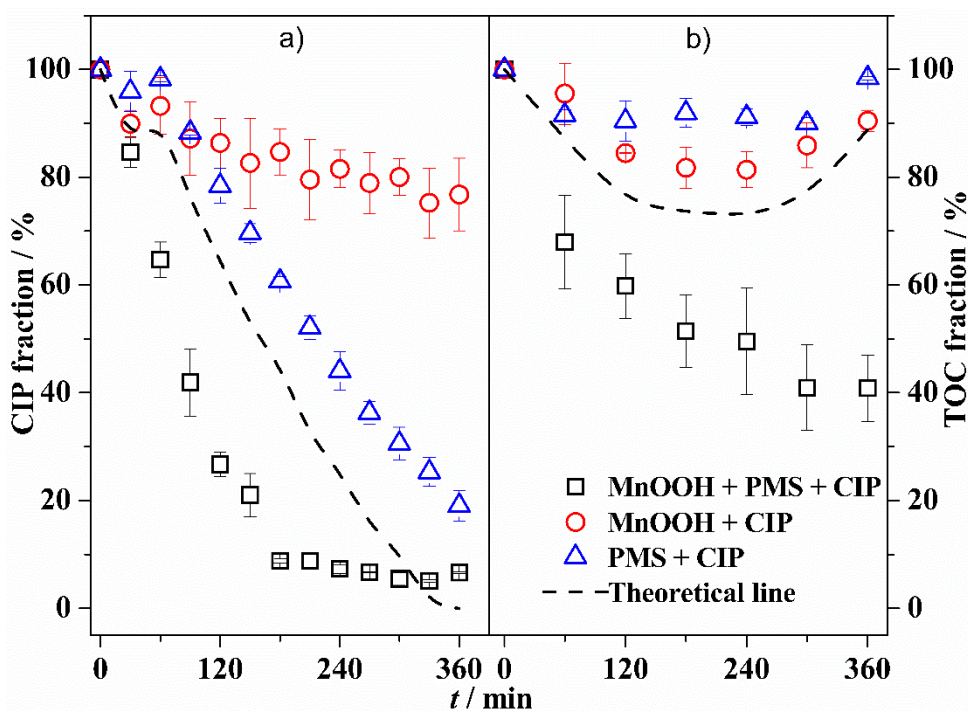 a)
b)
100
80
60
40
20
0
CIP fraction / %
100
80
60
40
20
0
TOC fraction / %
MnOOH + PMS + CIP
MnOOH + CIP
PMS + CIP
Theoretical line
0 120 240 360 0 120 240 360
t / min